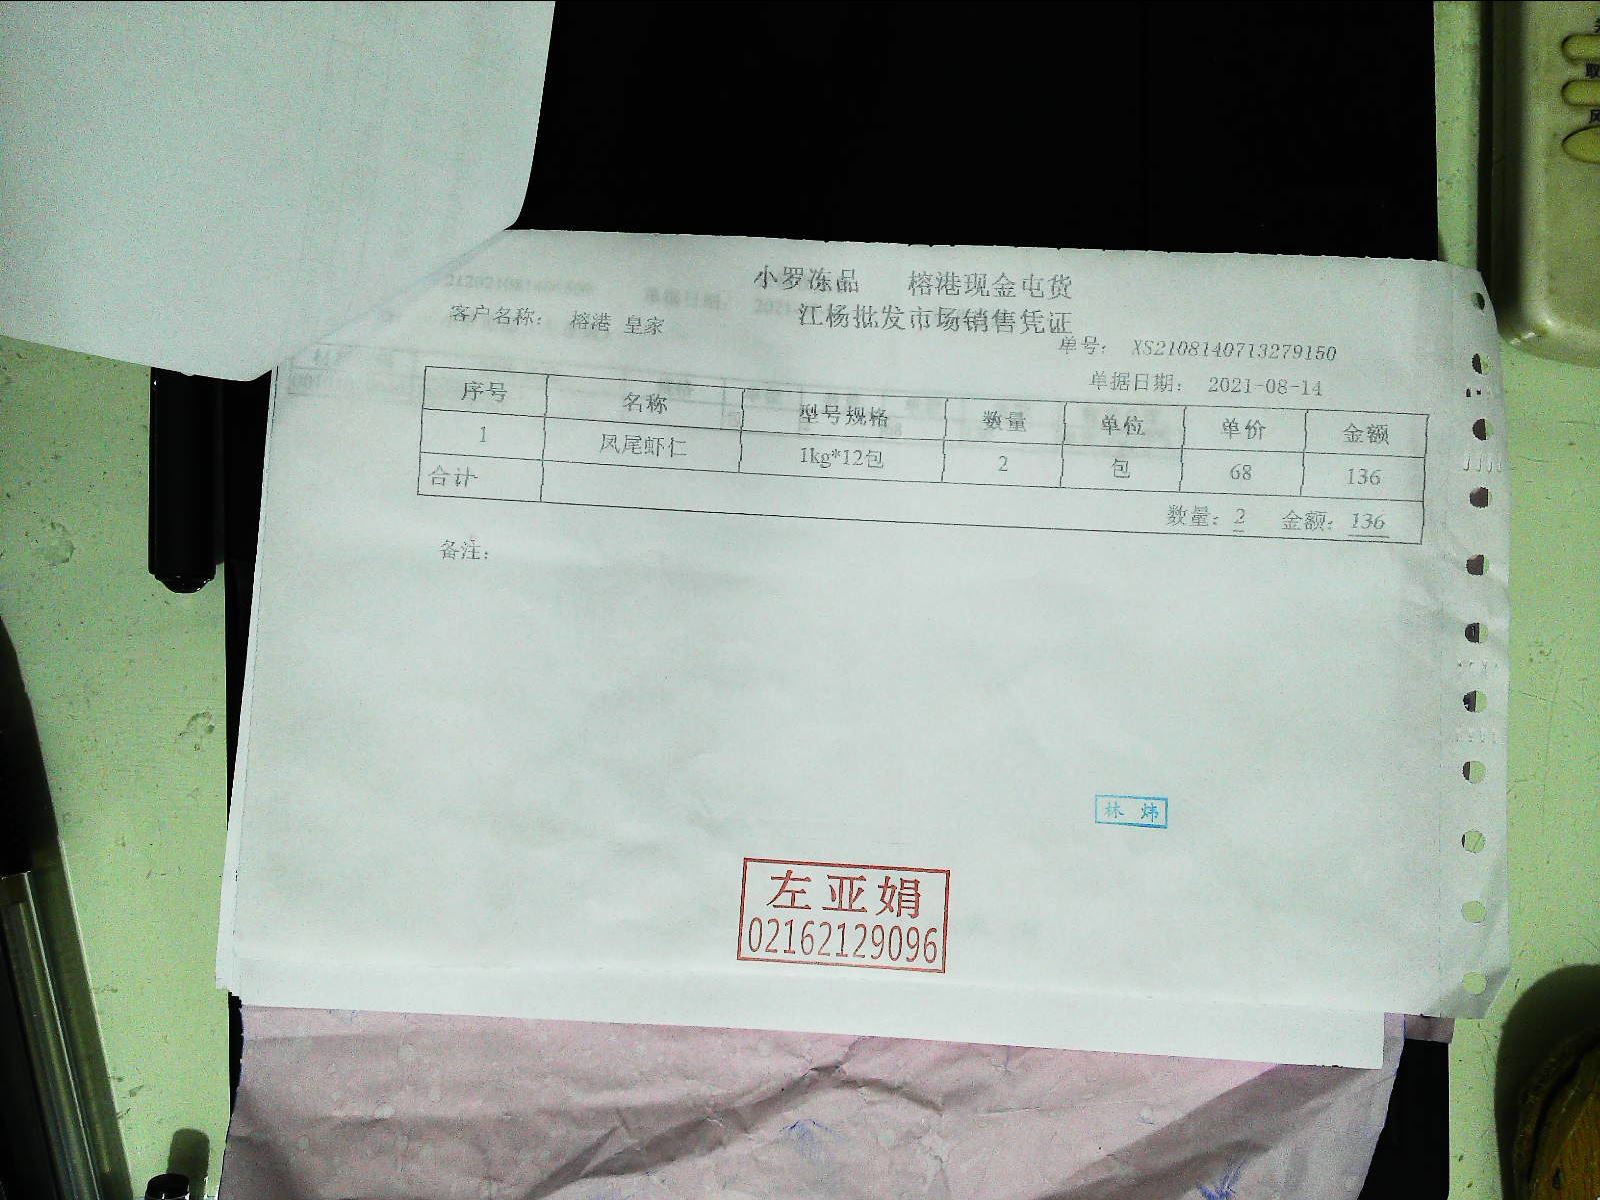 小罗冻品 榕港现金屯货
江杨批发市场销售凭证
客户名称： 榕港 皇家
单号： XS2108140713279150
单据日期： 2021-08-14
序号 名称 型号规格 数量 单位 单价 金额
1 凤尾虾仁 1kg*12包 2 包 68 136
合计 数量：2 金额：136
备注：
林 炜
左亚娟
02162129096